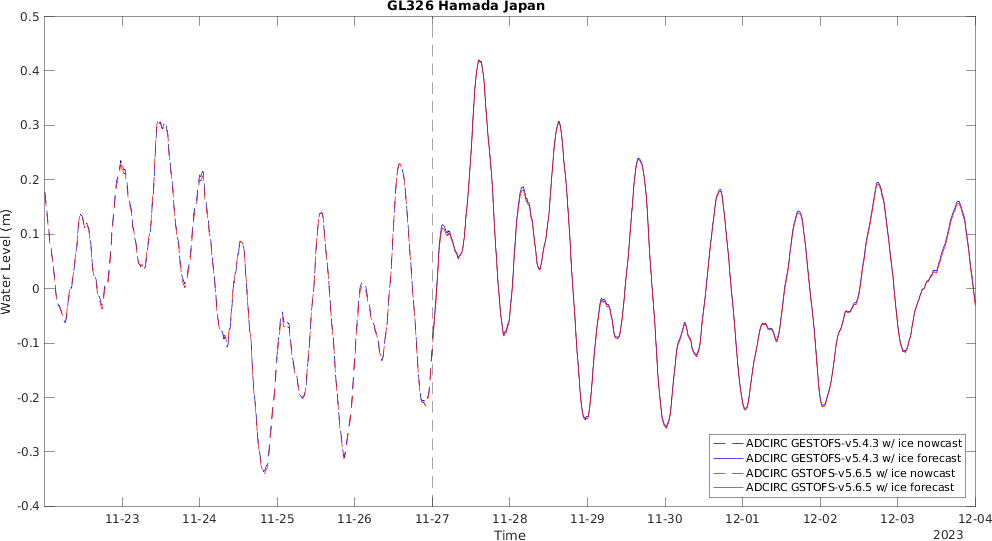 GL326 Hamada Japan
0.5
0.4
0.3
0.2
0.1
0
-0.1
-0.2
-0.3
-0.4
Water Level (m)
ADCIRC GESTOFS-v5.4.3 w/ ice nowcast
ADCIRC GESTOFS-v5.4.3 w/ ice forecast
ADCIRC GSTOFS-v5.6.5 w/ ice nowcast
ADCIRC GSTOFS-v5.6.5 w/ ice forecast
11-23 11-24 11-25 11-26 11-27 11-28 11-29 11-30 12-01 12-02 12-03 12-04
Time
2023